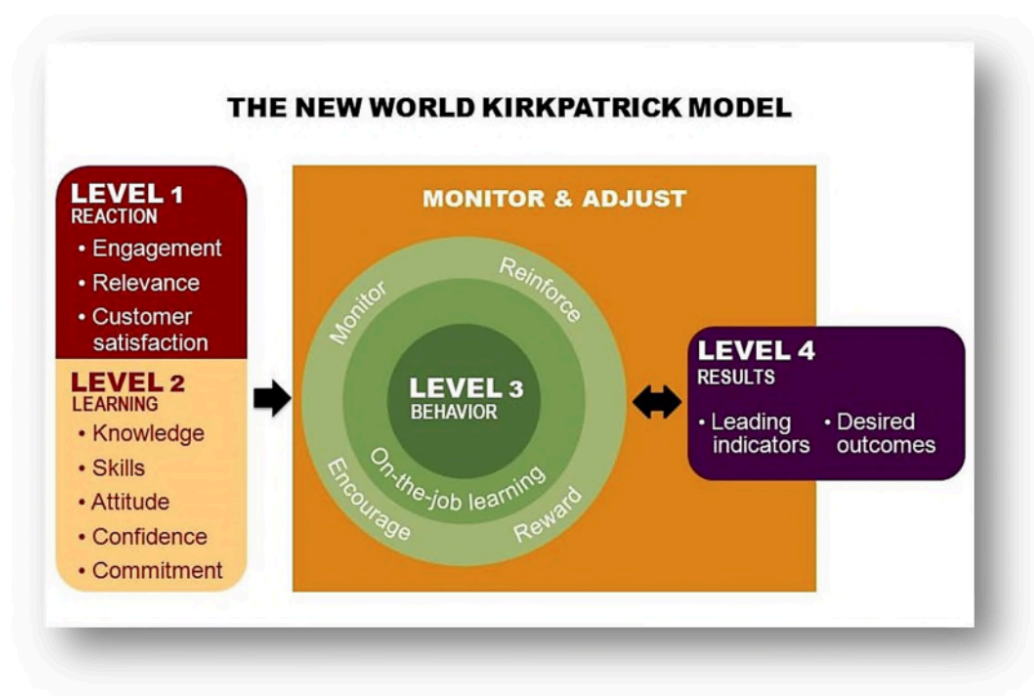 THE NEW WORLD KIRKPATRICK MODEL
LEVEL 1
REACTION
• Engagement
• Relevance
• Customer
satisfaction
LEVEL 2
LEARNING
• Knowledge
• Skills
• Attitude
• Confidence
• Commitment
MONITOR & ADJUST
Monitor
Reinforce
LEVEL 3
BEHAVIOR
On-the-job learning
Encourage
Reward
LEVEL 4
RESULTS
• Leading
indicators
• Desired
outcomes